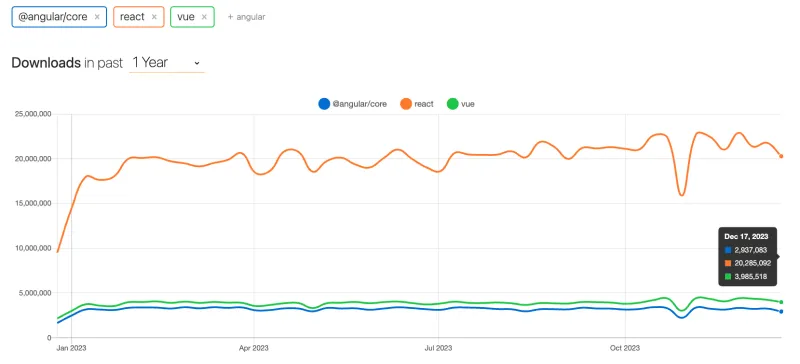 @angular/core × react × vue × + angular
Downloads in past 1 Year
@angular/core react vue
25,000,000
20,000,000
15,000,000
10,000,000
5,000,000
0
Dec 17, 2023
2,937,083
20,285,092
3,985,518
Jan 2023 Apr 2023 Jul 2023 Oct 2023